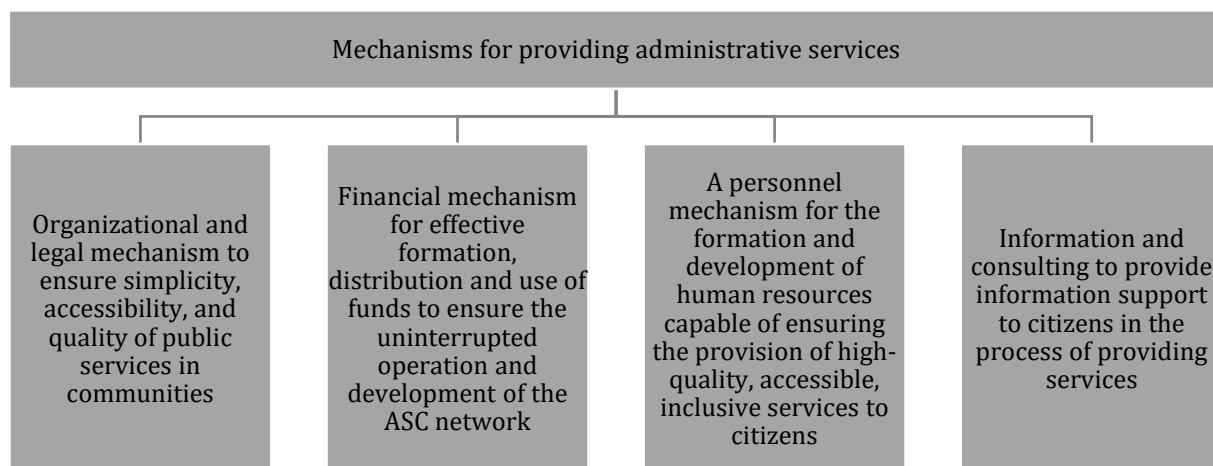 Mechanisms for providing administrative services
Organizational and
legal mechanism to
ensure simplicity,
accessibility, and
quality of public
services in
communities
Financial mechanism
for effective
formation,
distribution and use of
funds to ensure the
uninterrupted
operation and
development of the
ASC network
A personnel
mechanism for the
formation and
development of
human resources
capable of ensuring
the provision of high-
quality, accessible,
inclusive services to
citizens
Information and
consulting to provide
information support
to citizens in the
process of providing
services